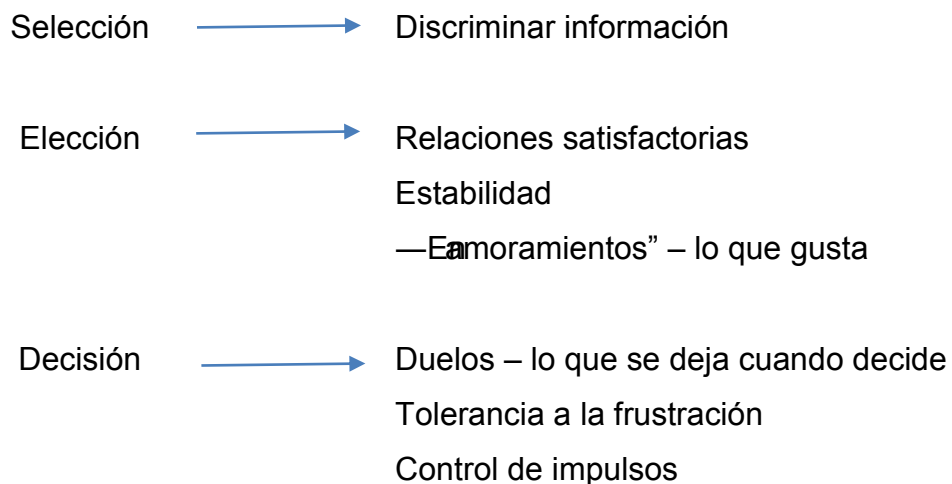 Selección Discriminar información
Elección Relaciones satisfactorias
Estabilidad
―Enamoramientos” – lo que gusta
Decisión Duelos – lo que se deja cuando decide
Tolerancia a la frustración
Control de impulsos